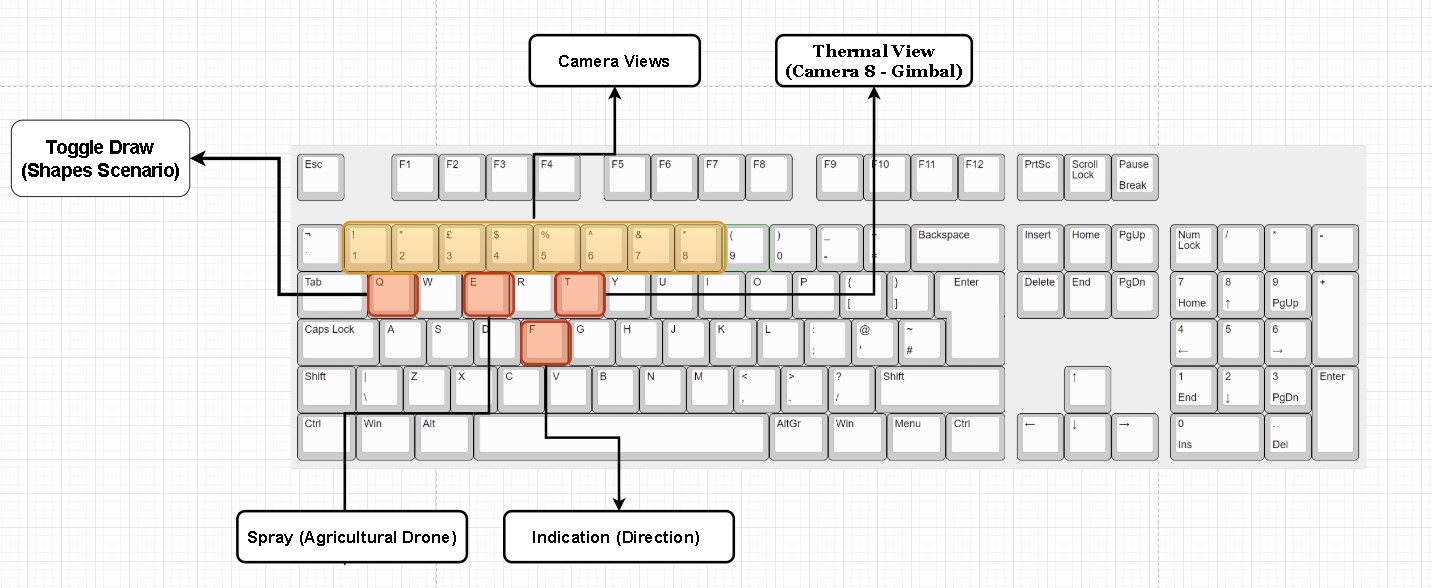 Camera Views
Thermal View
(Camera 8 - Gimbal)
Toggle Draw
(Shapes Scenario)
Esc F1 F2 F3 F4 F5 F6 F7 F8 F9 F10 F11 F12 PrtSc Scroll Lock Pause Break
¬ ! " £ $ % ^ & * ( ) _ + Backspace Insert Home PgUp Num Lock / * -
` 1 2 3 4 5 6 7 8 9 0 - =
Tab Q W E R T Y U I O P { } Enter Delete End PgDn 7 8 9 +
[ ] Home ↑ PgUp
Caps Lock A S D F G H J K L : @ ~ 4 5 6
; ' # ← →
Shift | Z X C V B N M < > ? Shift ↑ 1 2 3 Enter
\ , . / End ↓ PgDn
Ctrl Win Alt AltGr Win Menu Ctrl ← ↓ → 0 .
Ins Del
Spray (Agricultural Drone)
Indication (Direction)